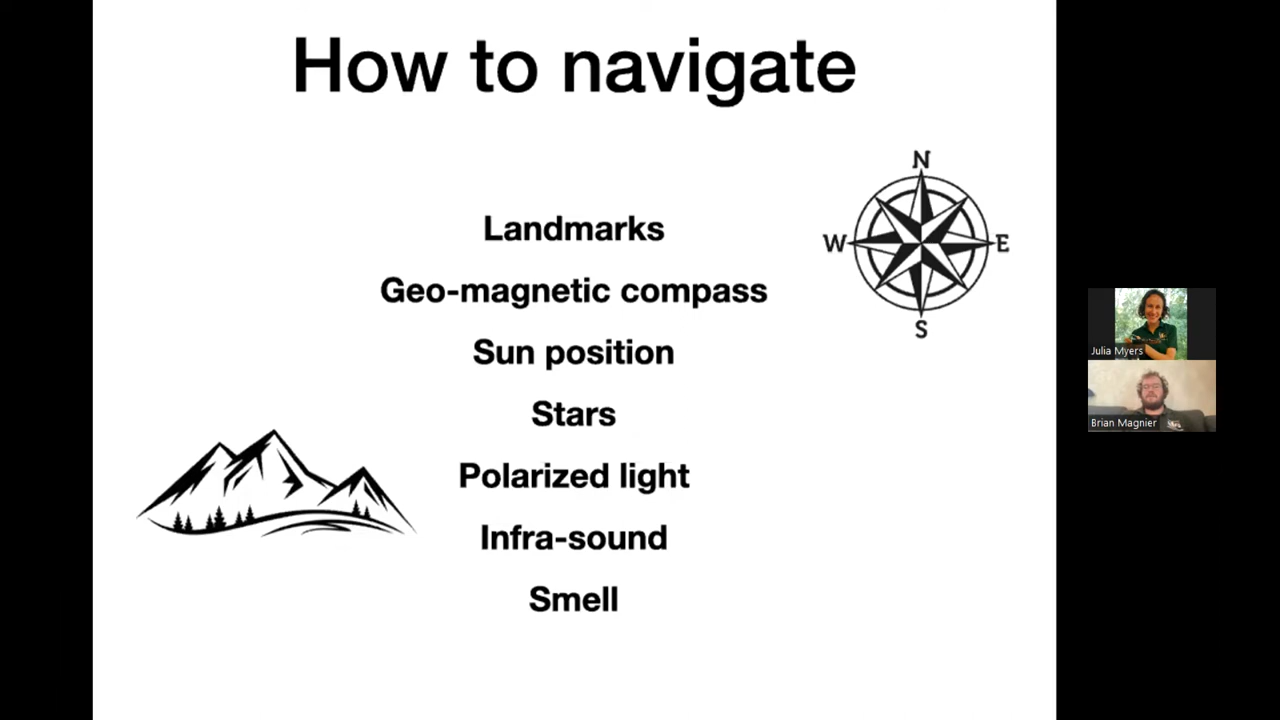 How to navigate
N
W
E
S
Landmarks
Geo-magnetic compass
Sun position
Stars
Polarized light
Infra-sound
Smell
Julia Myers
Brian Magnier